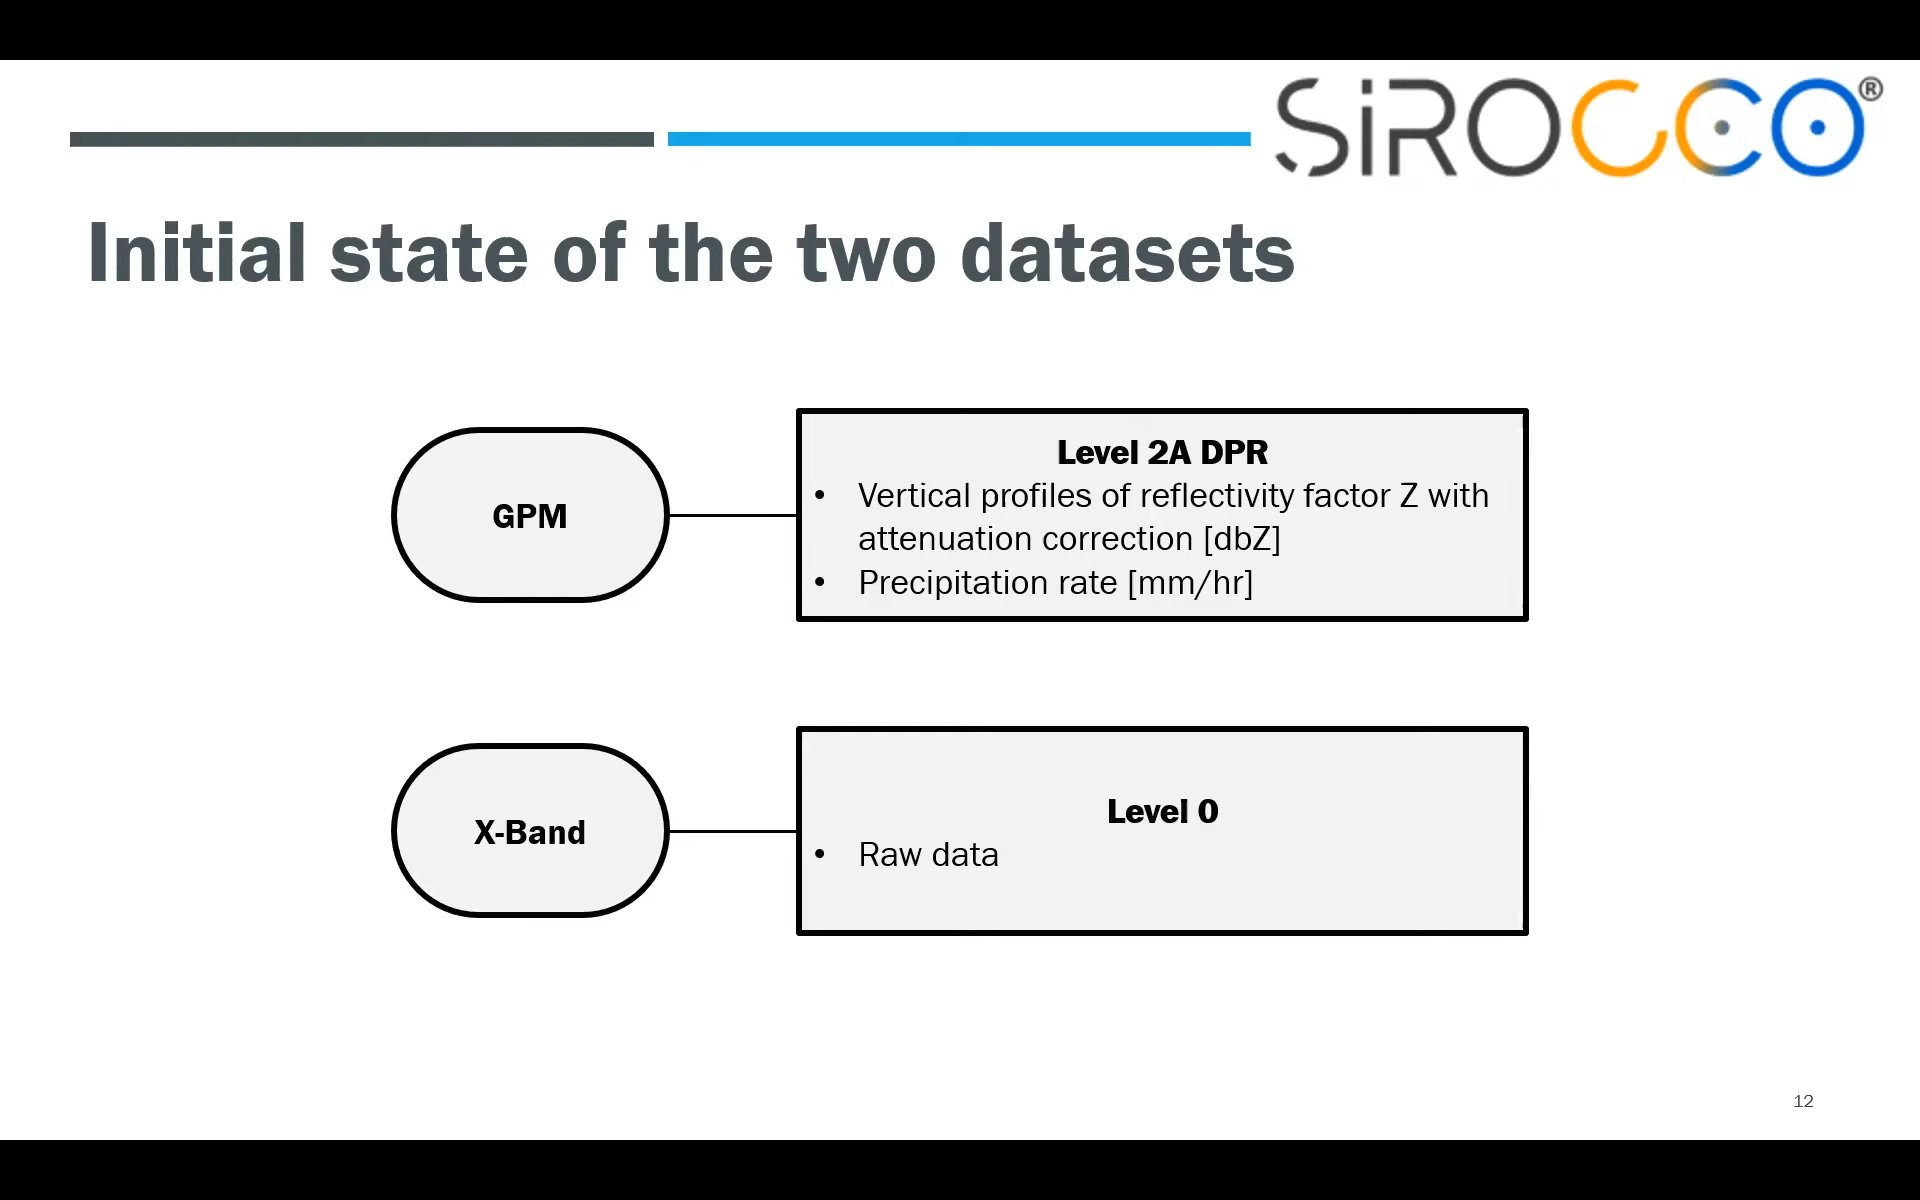 SiROCCO®
Initial state of the two datasets
GPM
Level 2A DPR
• Vertical profiles of reflectivity factor Z with
attenuation correction [dbZ]
• Precipitation rate [mm/hr]
X-Band
Level 0
• Raw data
12